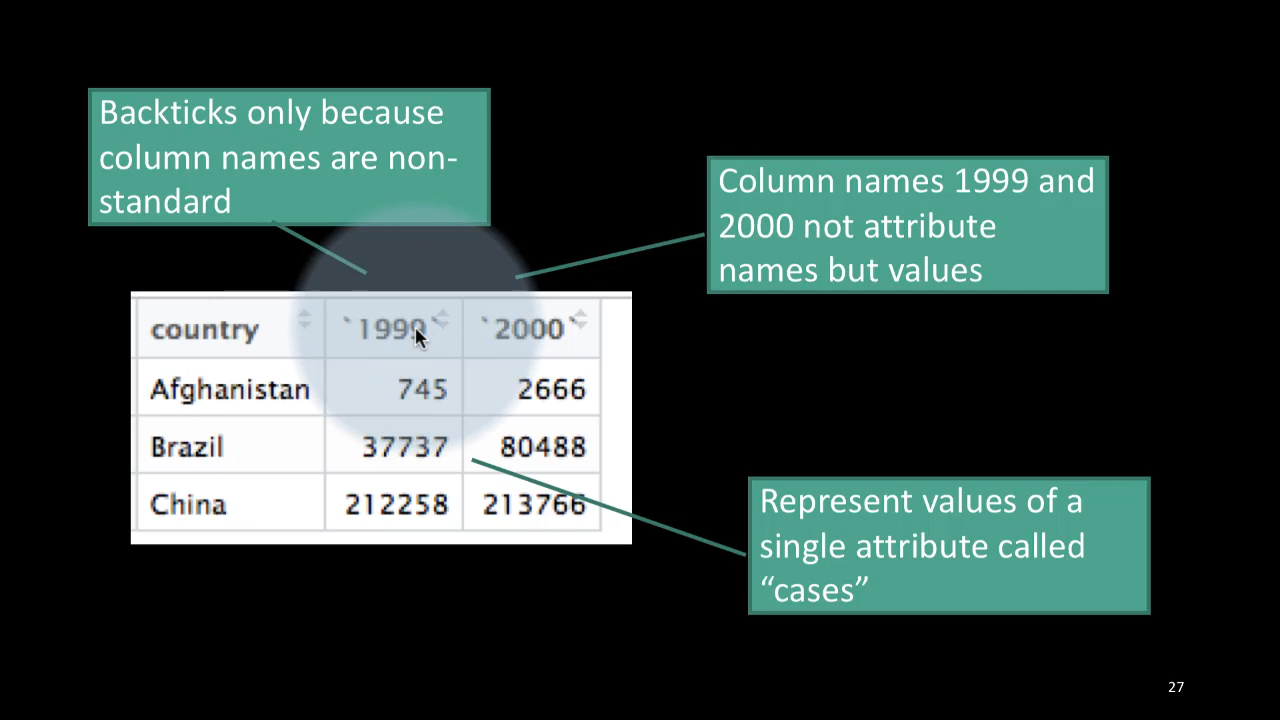 Backticks only because
column names are non-
standard
Column names 1999 and
2000 not attribute
names but values
country `1999` `2000`
Afghanistan 745 2666
Brazil 37737 80488
China 212258 213766
Represent values of a
single attribute called
“cases”
27